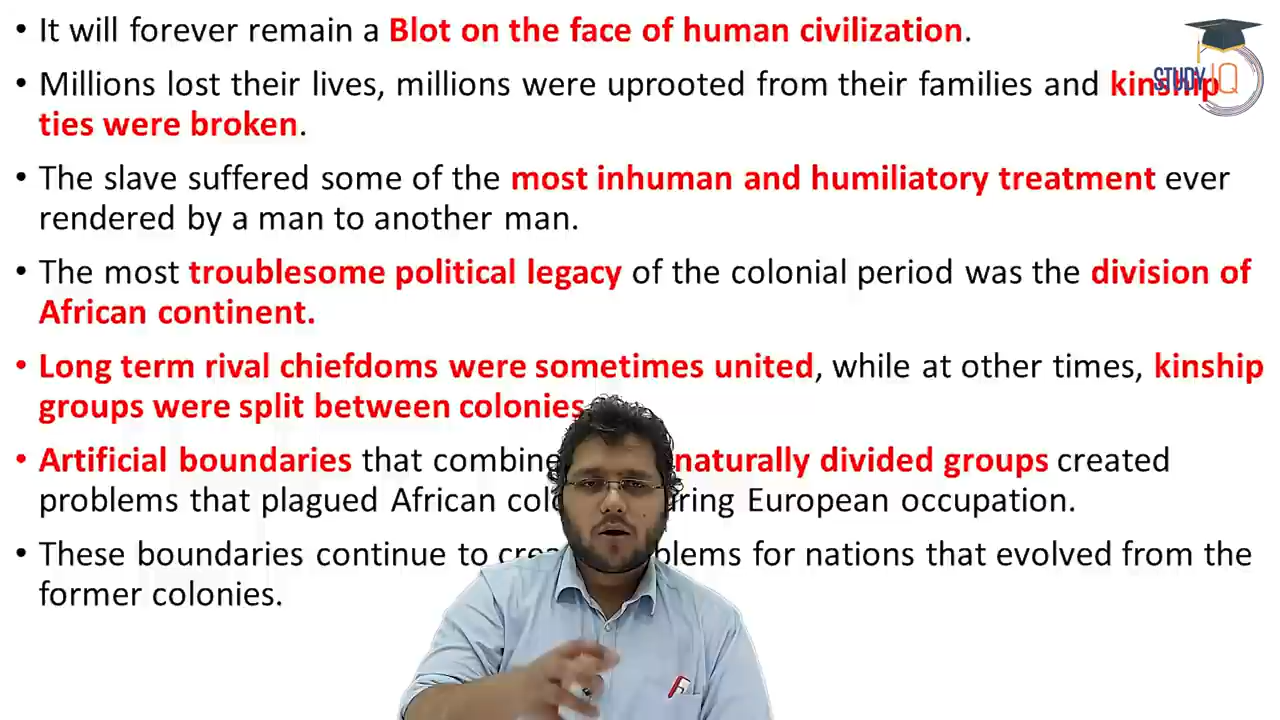 • It will forever remain a Blot on the face of human civilization.
• Millions lost their lives, millions were uprooted from their families and kinship
ties were broken.
• The slave suffered some of the most inhuman and humiliatory treatment ever
rendered by a man to another man.
• The most troublesome political legacy of the colonial period was the division of
African continent.
• Long term rival chiefdoms were sometimes united, while at other times, kinship
groups were split between colonies
• Artificial boundaries that combine naturally divided groups created
problems that plagued African European occupation.
• These boundaries continue to for nations that evolved from the
former colonies.
STUDY IQ